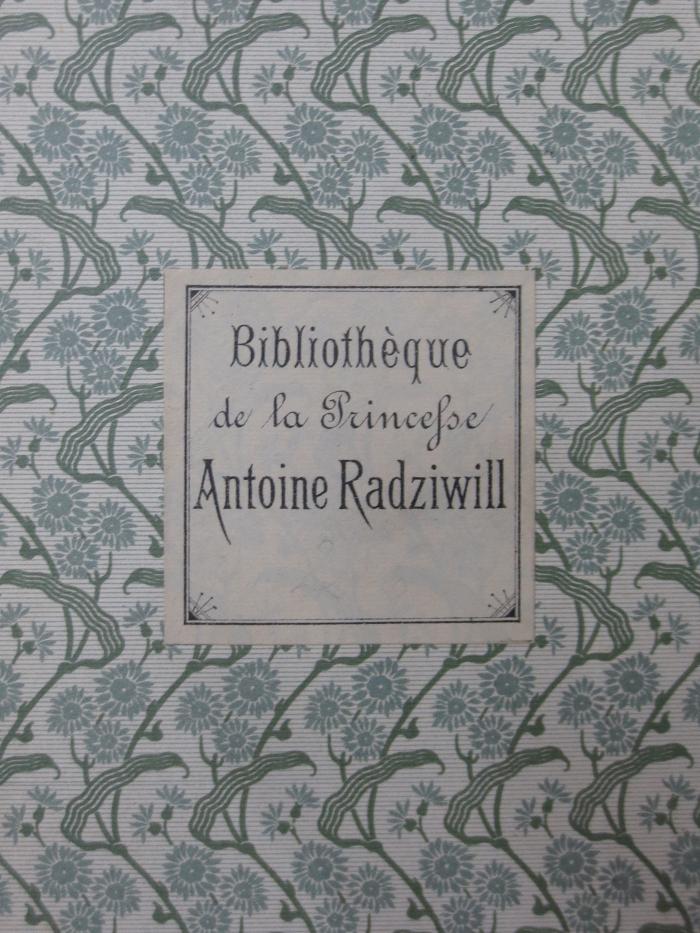 Bibliothèque
de la Princeſse
Antoine Radziwill